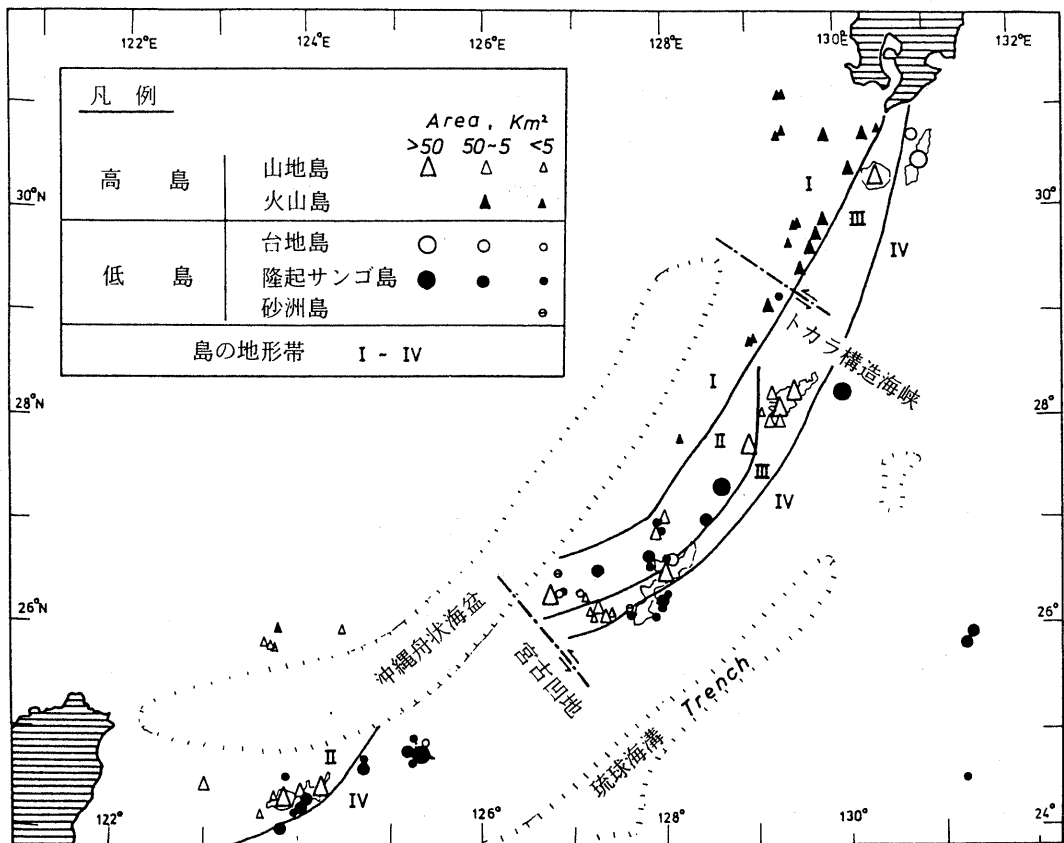 122°E 124°E 126°E 128°E 130°E 132°E
凡 例
Area, Km²
>50 50~5 <5
高 島
山地島
火山島
低 島
台地島
隆起サンゴ島
砂洲島
島の地形帯 I ~ IV
30°N
30°
I
III
IV
トカラ構造海峡
28°N
28°
I
II
III
IV
26°N
26°
沖縄舟状海盆
宮古凹地
琉球海溝 Trench
II
IV
122° 126° 128° 130° 24°